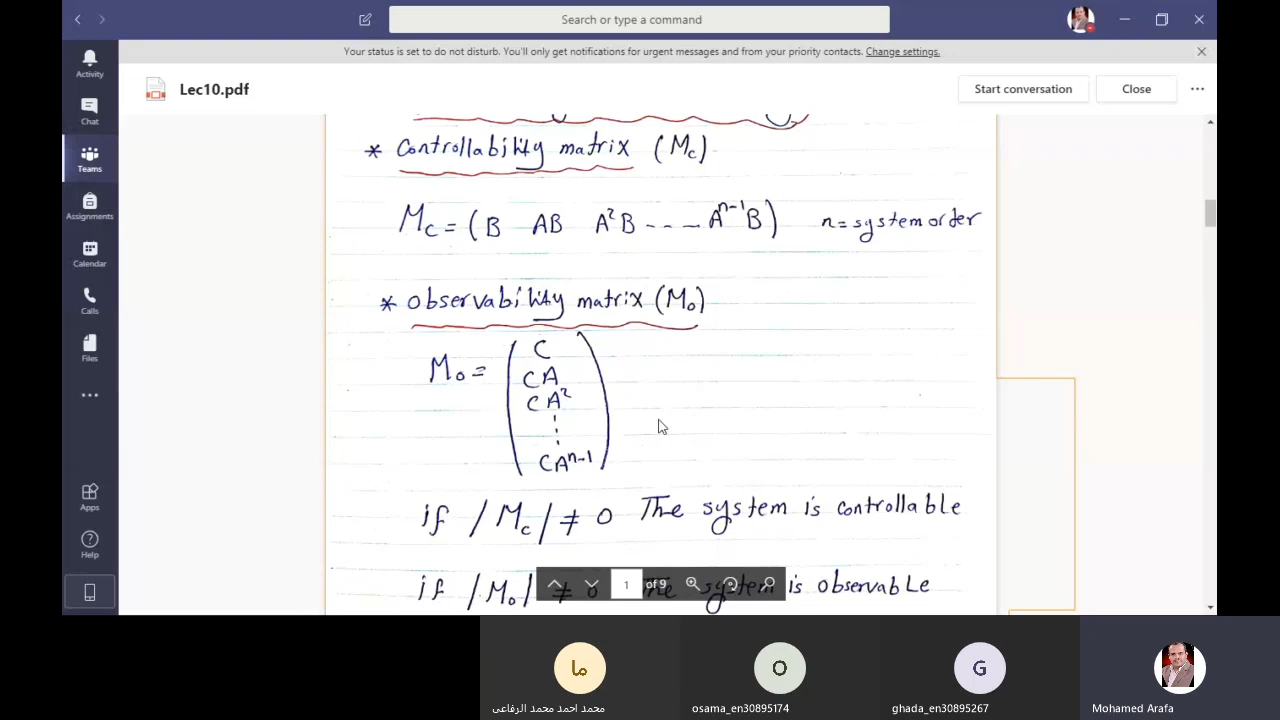 Search or type a command
Your status is set to do not disturb. You'll only get notifications for urgent messages and from your priority contacts. Change settings.
Activity
Chat
Teams
Assignments
Calendar
Calls
Files
Apps
Help
Lec10.pdf
Start conversation
Close
* Controllability matrix (Mc)
Mc = (B AB A²B ---- Aⁿ⁻¹B) n = system order
* Observability matrix (Mo)
Mo =
C
CA
CA²
⋮
CAⁿ⁻¹
if |Mc| ≠ 0 The system is controllable
if |Mo| ≠ 0 The system is observable
1 of 9
محمد احمد محمد الرفاعى
osama_en30895174
ghada_en30895267
Mohamed Arafa
ما
O
G